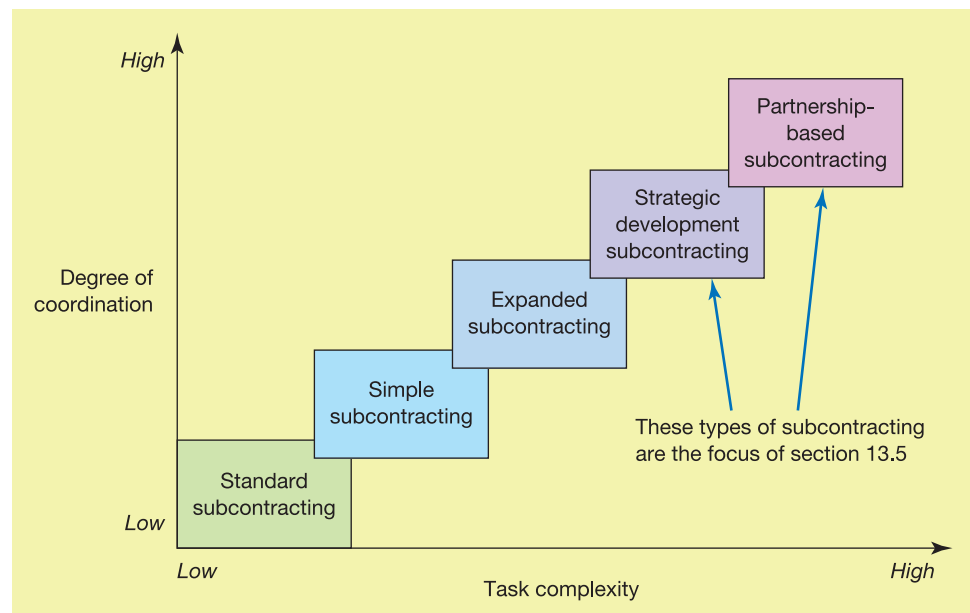 High
Partnership-
based
subcontracting
Strategic
development
subcontracting
Degree of
coordination
Expanded
subcontracting
Simple
subcontracting
These types of subcontracting
are the focus of section 13.5
Standard
subcontracting
Low
Low
High
Task complexity